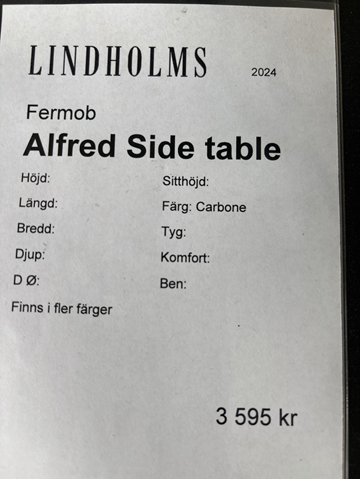 LINDHOLMS 2024
Fermob
Alfred Side table
Höjd: Sitthöjd:
Längd: Färg: Carbone
Bredd: Tyg:
Djup: Komfort:
D Ø: Ben:
Finns i fler färger
3 595 kr